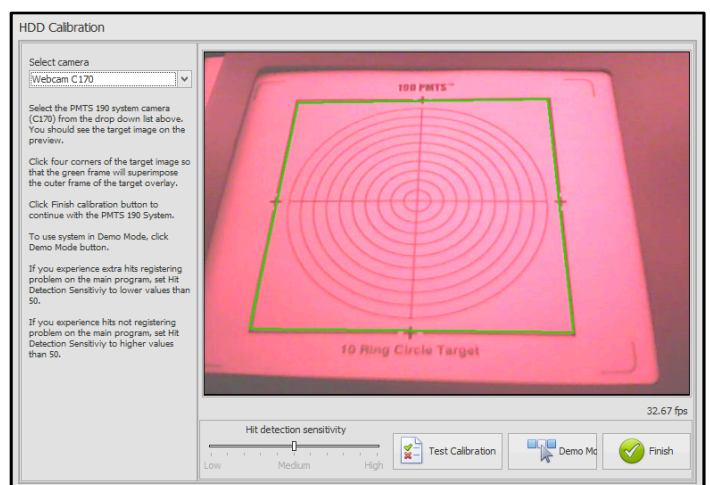 HDD Calibration
Select camera
Webcam C170
Select the PMTS 190 system camera
(C170) from the drop down list above.
You should see the target image on the
preview.
Click four corners of the target image so
that the green frame will superimpose
the outer frame of the target overlay.
Click Finish calibration button to
continue with the PMTS 190 System.
To use system in Demo Mode, click
Demo Mode button.
If you experience extra hits registering
problem on the main program, set Hit
Detection Sensitiviy to lower values than
50.
If you experience hits not registering
problem on the main program, set Hit
Detection Sensitiviy to higher values
than 50.
190 PMTS™
10 Ring Circle Target
32.67 fps
Hit detection sensitivity
Low Medium High
Test Calibration
Demo Mo
Finish